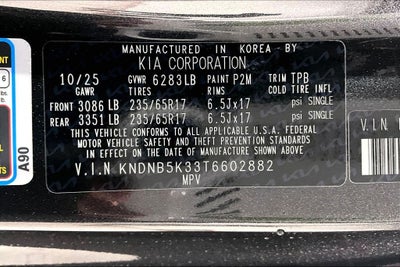 MANUFACTURED IN KOREA BY
KIA CORPORATION
10/25 GVWR 6283LB PAINT P2M TRIM TPB
GAWR TIRES RIMS COLD TIRE INFL
FRONT 3086 LB 235/65R17 6.5Jx17 psi SINGLE
REAR 3351 LB 235/65R17 6.5Jx17 psi SINGLE
THIS VEHICLE CONFORMS TO ALL APPLICABLE U.S.A. FEDERAL
MOTOR VEHICLE SAFETY AND THEFT PREVENTION STANDARDS
IN EFFECT ON THE DATE OF MANUFACTURE SHOWN ABOVE.
V.I.N KNDNB5K33T6602882
MPV
A90
6
V.I.N